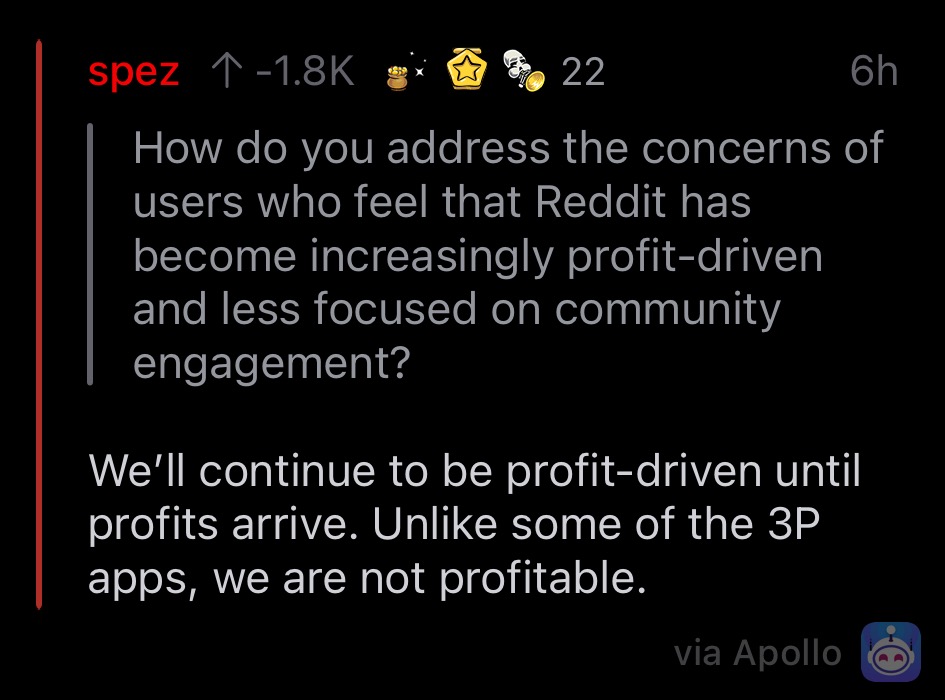 spez ↑ -1.8K 22 6h
How do you address the concerns of
users who feel that Reddit has
become increasingly profit-driven
and less focused on community
engagement?
We’ll continue to be profit-driven until
profits arrive. Unlike some of the 3P
apps, we are not profitable.
via Apollo